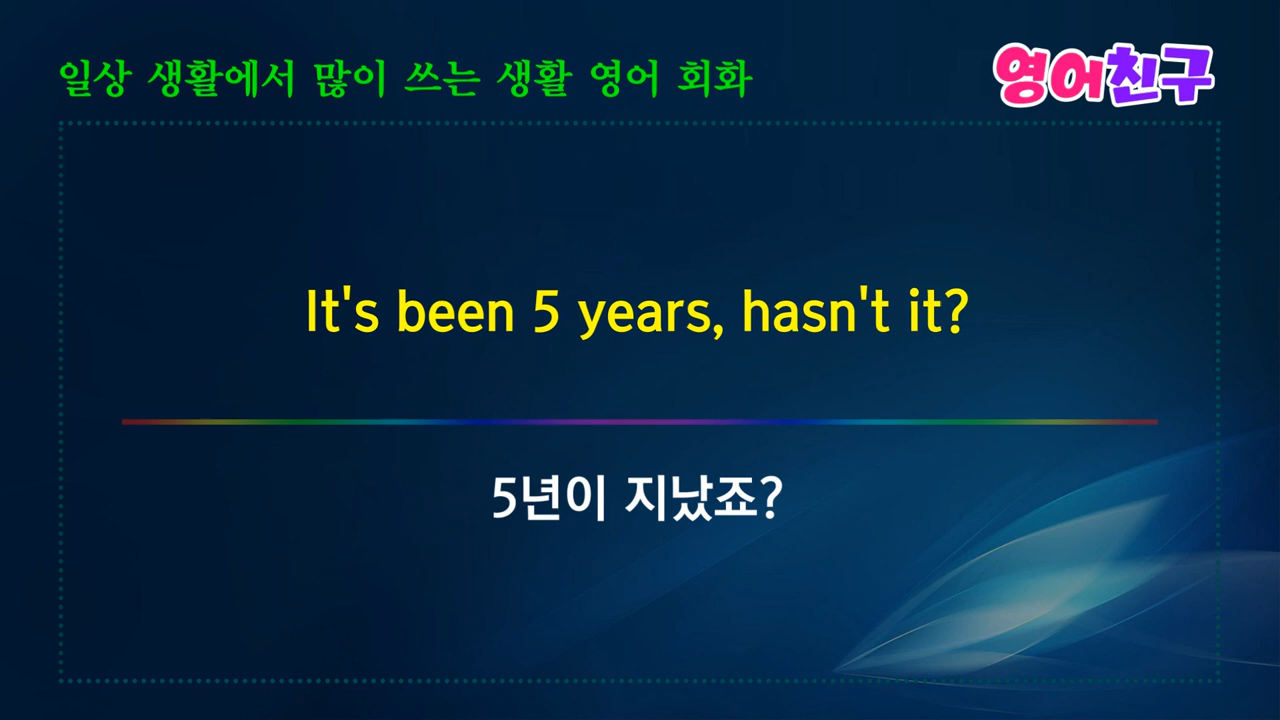 일상 생활에서 많이 쓰는 생활 영어 회화
영어친구
It's been 5 years, hasn't it?
5년이 지났죠?